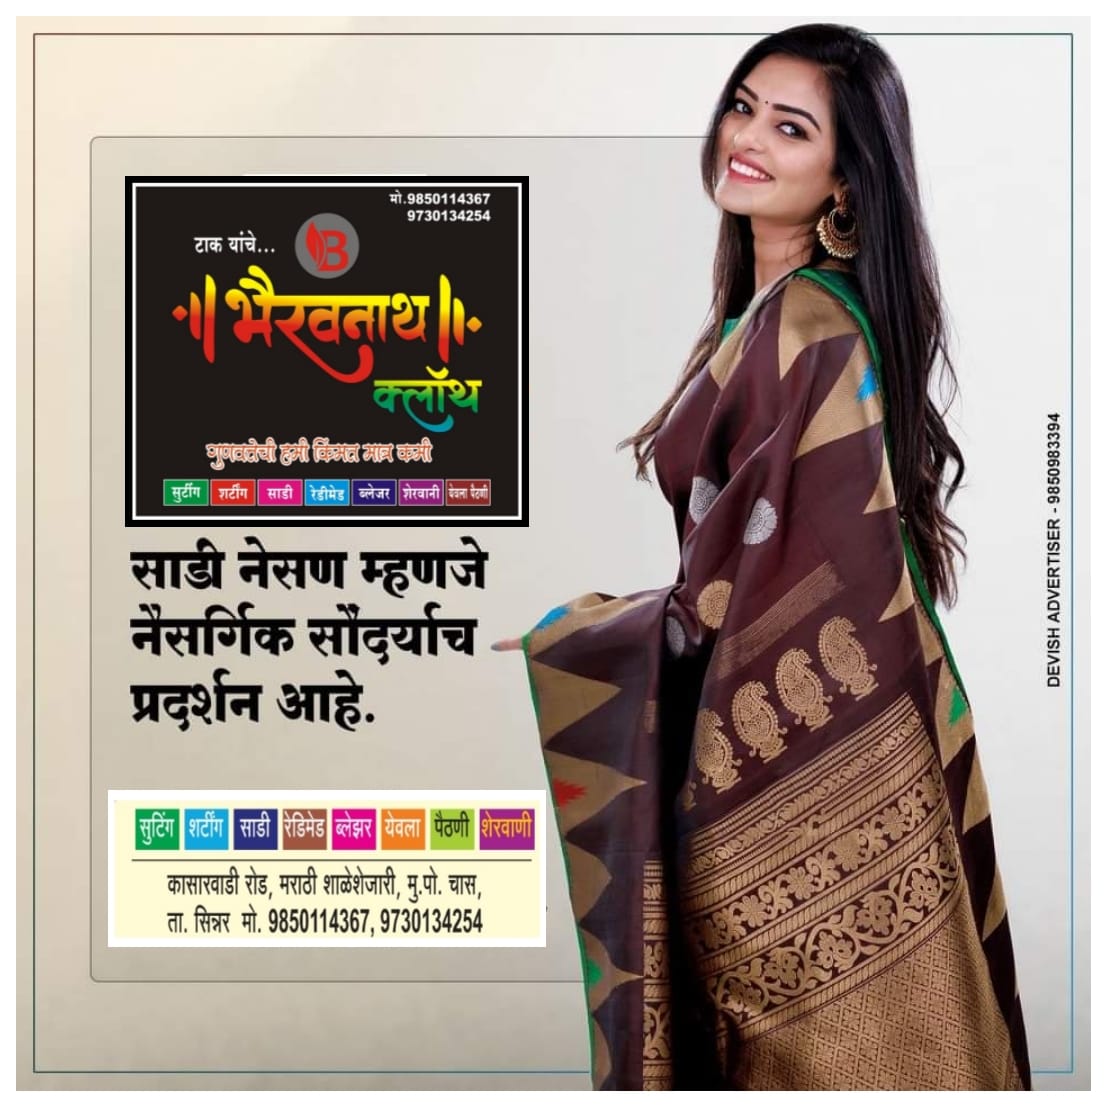 मो.9850114367
9730134254
टाक यांचे...
B
भैरवनाथ
क्लॉथ
गुणवत्तेची हमी किंमत मात्र कमी
सुर्टींग शर्टींग साडी रेडीमेड ब्लेजर शेरवानी येवला पैठणी
साडी नेसण म्हणजे
नैसर्गिक सौंदर्याच
प्रदर्शन आहे.
सुटिंग शर्टींग साडी रेडिमेड ब्लेझर येवला पैठणी शेरवाणी
कासारवाडी रोड, मराठी शाळेशेजारी, मु.पो. चास,
ता. सिन्नर मो. 9850114367, 9730134254
DEVISH ADVERTISER - 9850983394